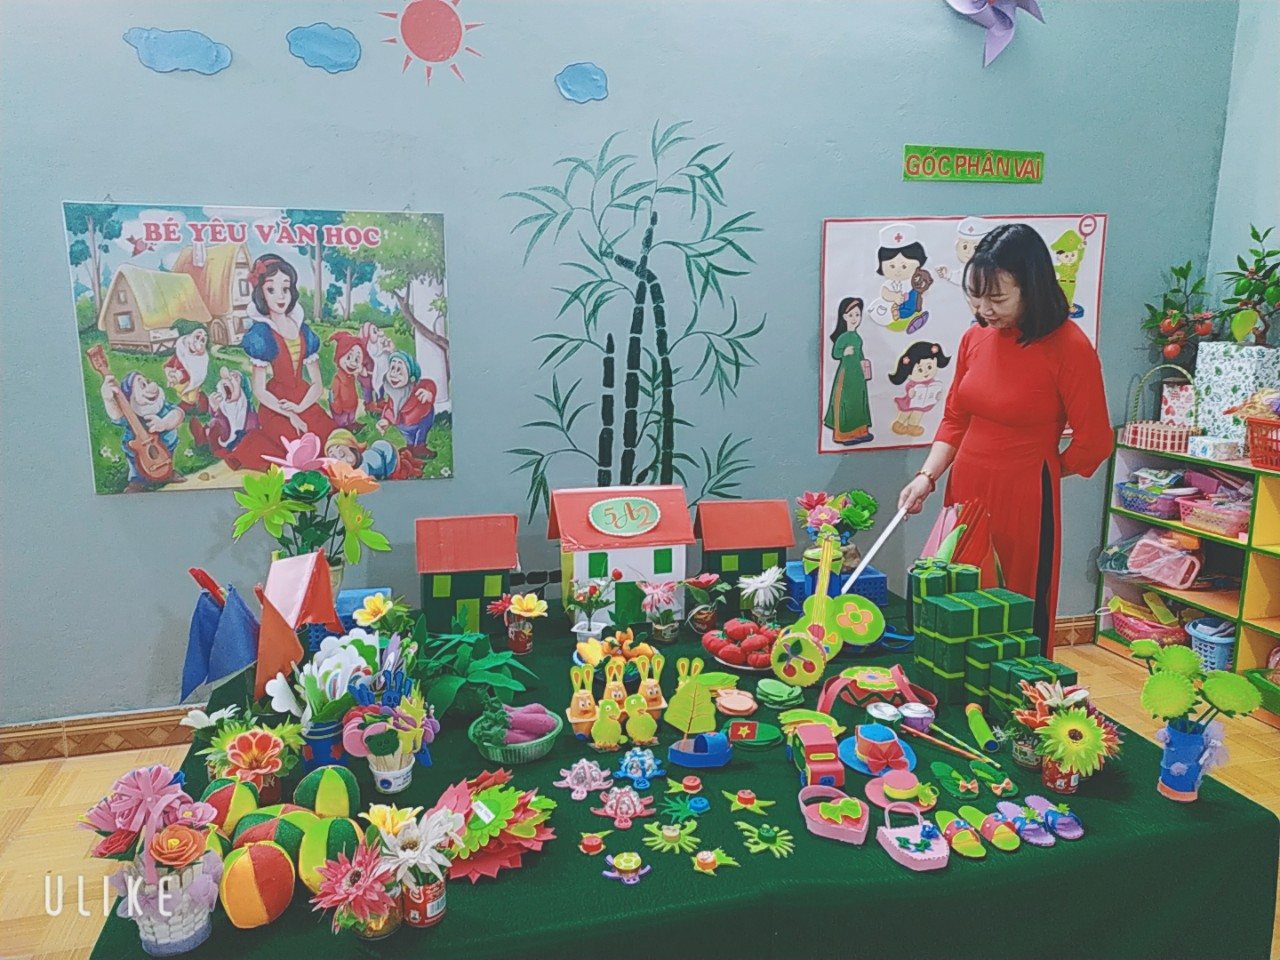 GÓC PHÂN VAI
BÉ YÊU VĂN HỌC
5A2
ULIKE